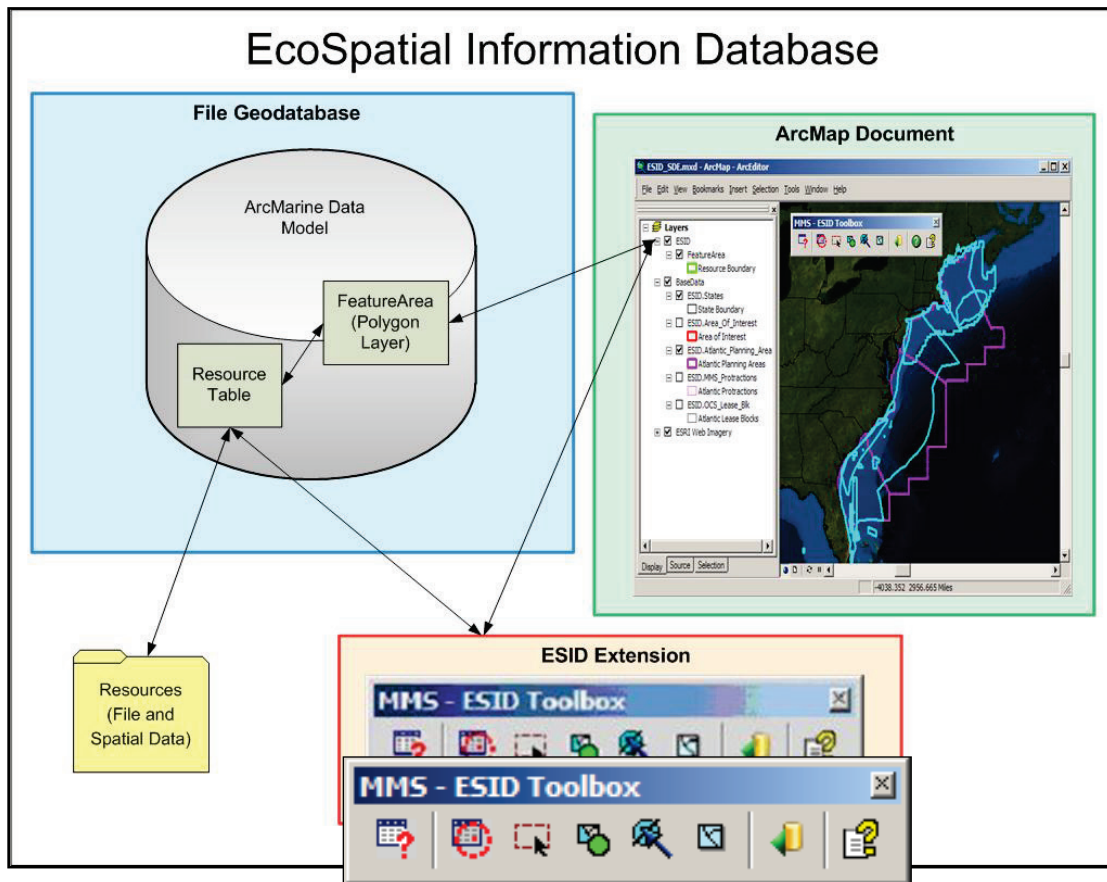 EcoSpatial Information Database
File Geodatabase
ArcMarine Data
Model
FeatureArea
(Polygon
Layer)
Resource
Table
Resources
(File and
Spatial Data)
ArcMap Document
ESID_SDE.mxd - ArcMap - ArcEditor
File Edit View Bookmarks Insert Selection Tools Window Help
Layers
ESID
FeatureArea
Resource Boundary
BaseData
ESID.States
State Boundary
ESID.Area_Of_Interest
Area of Interest
ESID.Atlantic_Planning_Area
Atlantic Planning Areas
ESID.MMS_Protractions
Atlantic Protractions
ESID.OCS_Lease_Blk
Atlantic Lease Blocks
ESRI Web Imagery
Display Source Selection
MMS - ESID Toolbox
-4038.352 2956.665 Miles
ESID Extension
MMS - ESID Toolbox
MMS - ESID Toolbox